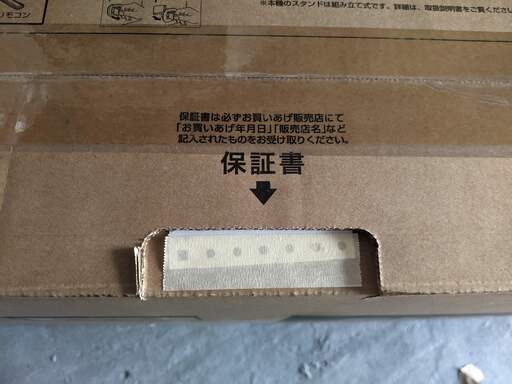 リモコン
※本機のスタンドは組み立て式です。詳細は、取扱説明書をご覧ください
保証書は必ずお買いあげ販売店にて
「お買いあげ年月日」「販売店名」など
記入されたものをお受け取りください。
保証書